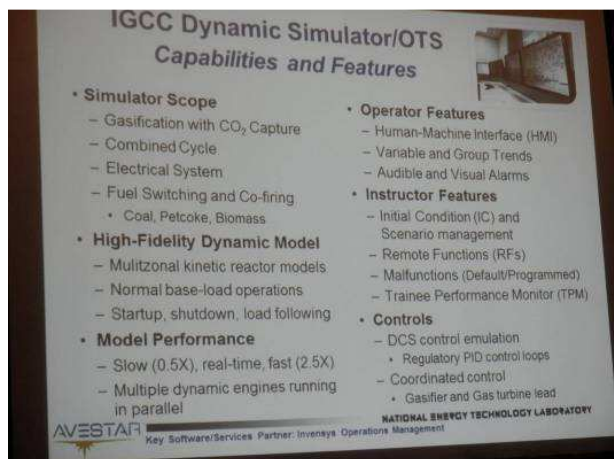 IGCC Dynamic Simulator/OTS
Capabilities and Features
• Simulator Scope
– Gasification with CO₂ Capture
– Combined Cycle
– Electrical System
– Fuel Switching and Co-firing
• Coal, Petcoke, Biomass
• High-Fidelity Dynamic Model
– Mulitzonal kinetic reactor models
– Normal base-load operations
– Startup, shutdown, load following
• Model Performance
– Slow (0.5X), real-time, fast (2.5X)
– Multiple dynamic engines running
in parallel
• Operator Features
– Human-Machine Interface (HMI)
– Variable and Group Trends
– Audible and Visual Alarms
• Instructor Features
– Initial Condition (IC) and
Scenario management
– Remote Functions (RFs)
– Malfunctions (Default/Programmed)
– Trainee Performance Monitor (TPM)
• Controls
– DCS control emulation
• Regulatory PID control loops
– Coordinated control
• Gasifier and Gas turbine lead
NATIONAL ENERGY TECHNOLOGY LABORATORY
AVESTAR
Key Software/Services Partner: Invensys Operations Management